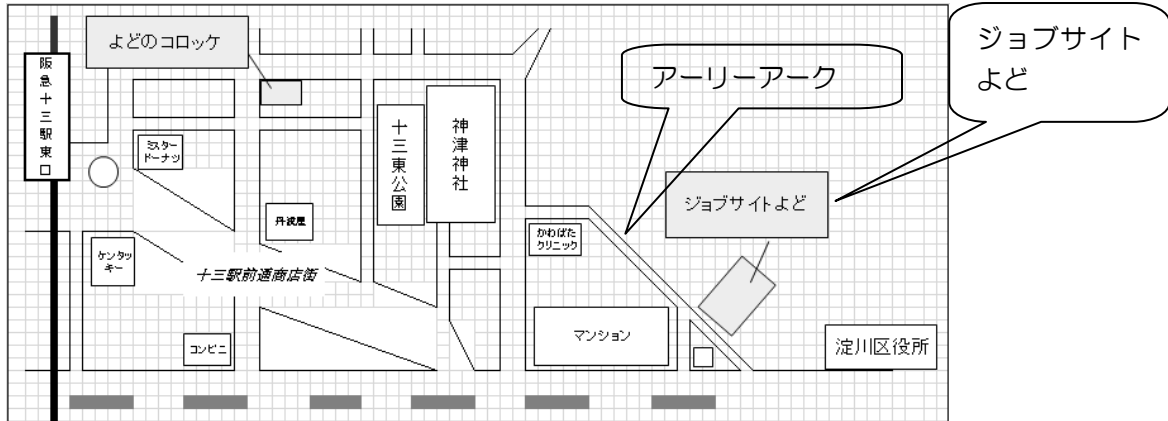 よどのコロッケ
阪急十三駅東口
ミスター
ドーナツ
十三東公園
神津神社
アーリーアーク
ジョブサイト
よど
ジョブサイトよど
丹波屋
かわばた
クリニック
ケンタッ
キー
十三駅前通商店街
コンビニ
マンション
淀川区役所